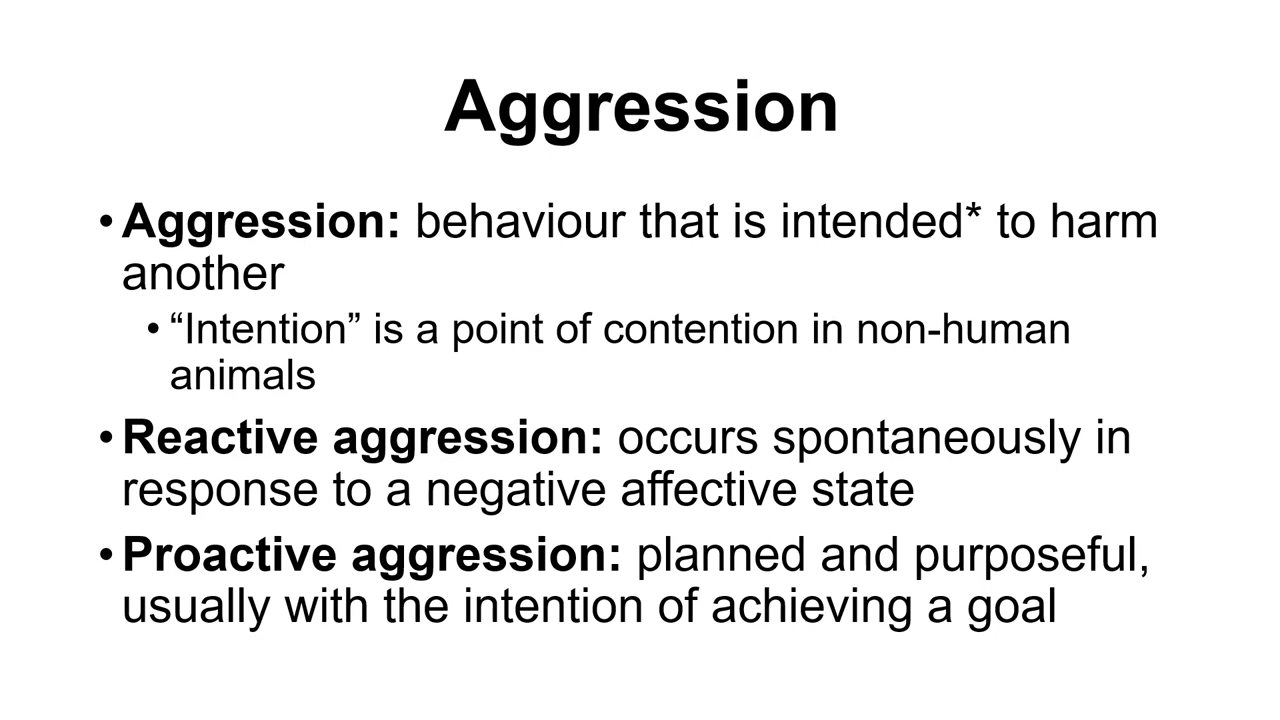 Aggression
•Aggression: behaviour that is intended* to harm
another
•“Intention” is a point of contention in non-human
animals
•Reactive aggression: occurs spontaneously in
response to a negative affective state
•Proactive aggression: planned and purposeful,
usually with the intention of achieving a goal